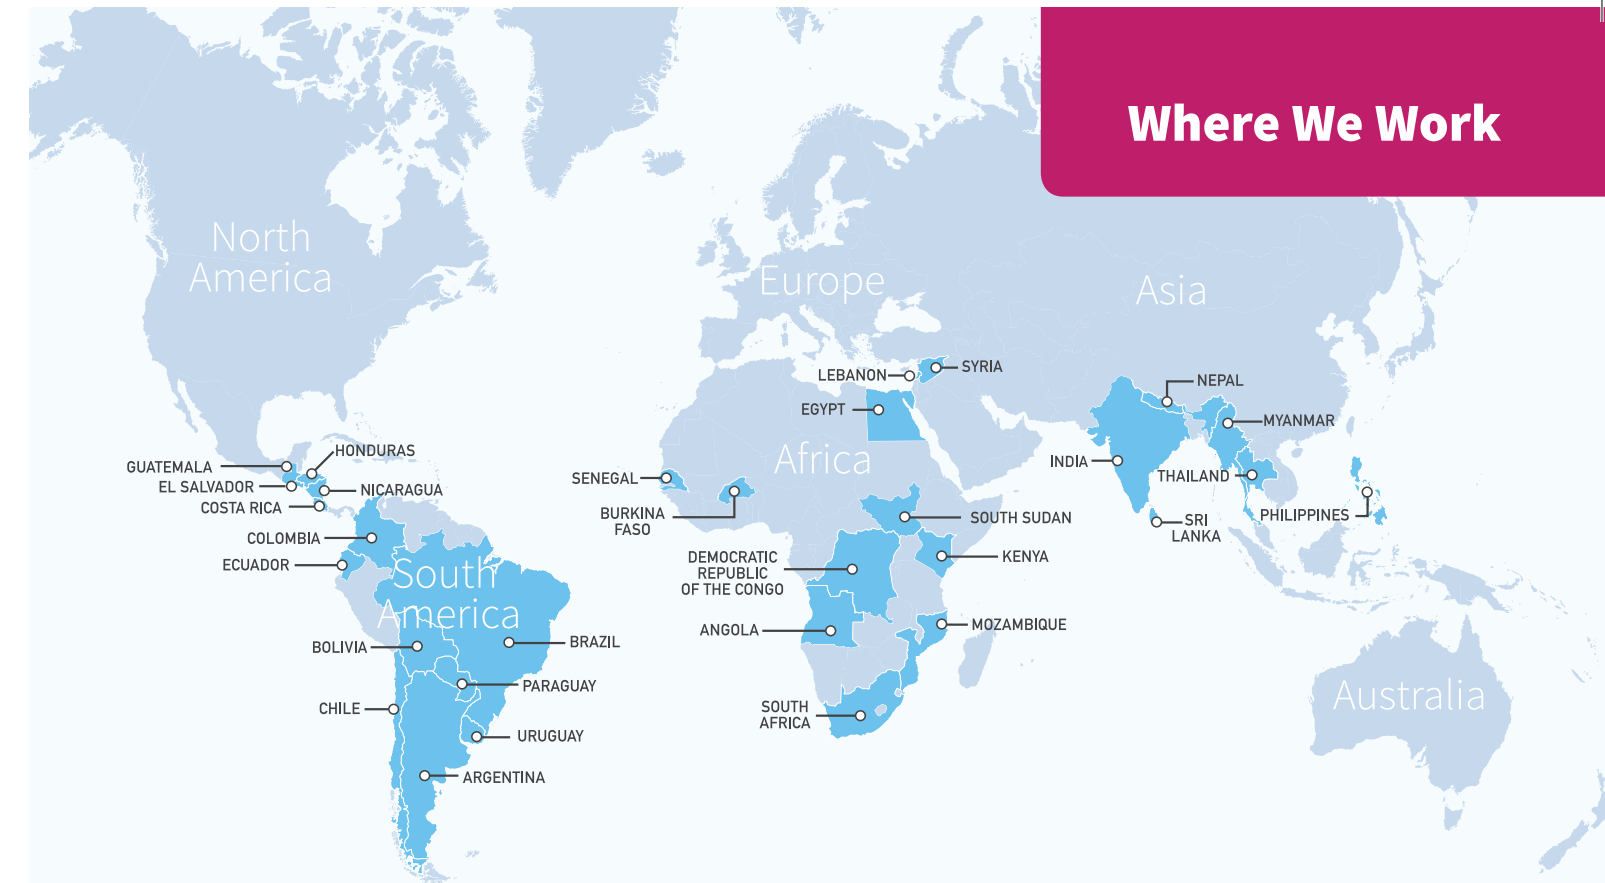 Where We Work
North
America
Europe
Asia
Africa
South
America
Australia
GUATEMALA
HONDURAS
EL SALVADOR
NICARAGUA
COSTA RICA
COLOMBIA
ECUADOR
BOLIVIA
BRAZIL
PARAGUAY
CHILE
URUGUAY
ARGENTINA
LEBANON
SYRIA
EGYPT
SENEGAL
BURKINA
FASO
SOUTH SUDAN
DEMOCRATIC
REPUBLIC
OF THE CONGO
KENYA
ANGOLA
MOZAMBIQUE
SOUTH
AFRICA
NEPAL
MYANMAR
INDIA
THAILAND
SRI
LANKA
PHILIPPINES